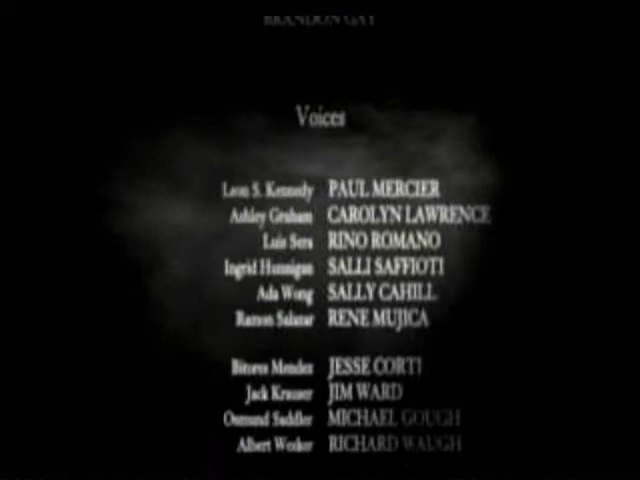 BRANDON GAY
Voices
Leon S. Kennedy PAUL MERCIER
Ashley Graham CAROLYN LAWRENCE
Luis Sera RINO ROMANO
Ingrid Hunnigan SALLI SAFFIOTI
Ada Wong SALLY CAHILL
Ramon Salazar RENE MUJICA
Bitores Mendez JESSE CORTI
Jack Krauser JIM WARD
Osmund Saddler MICHAEL GOUGH
Albert Wesker RICHARD WAUGH